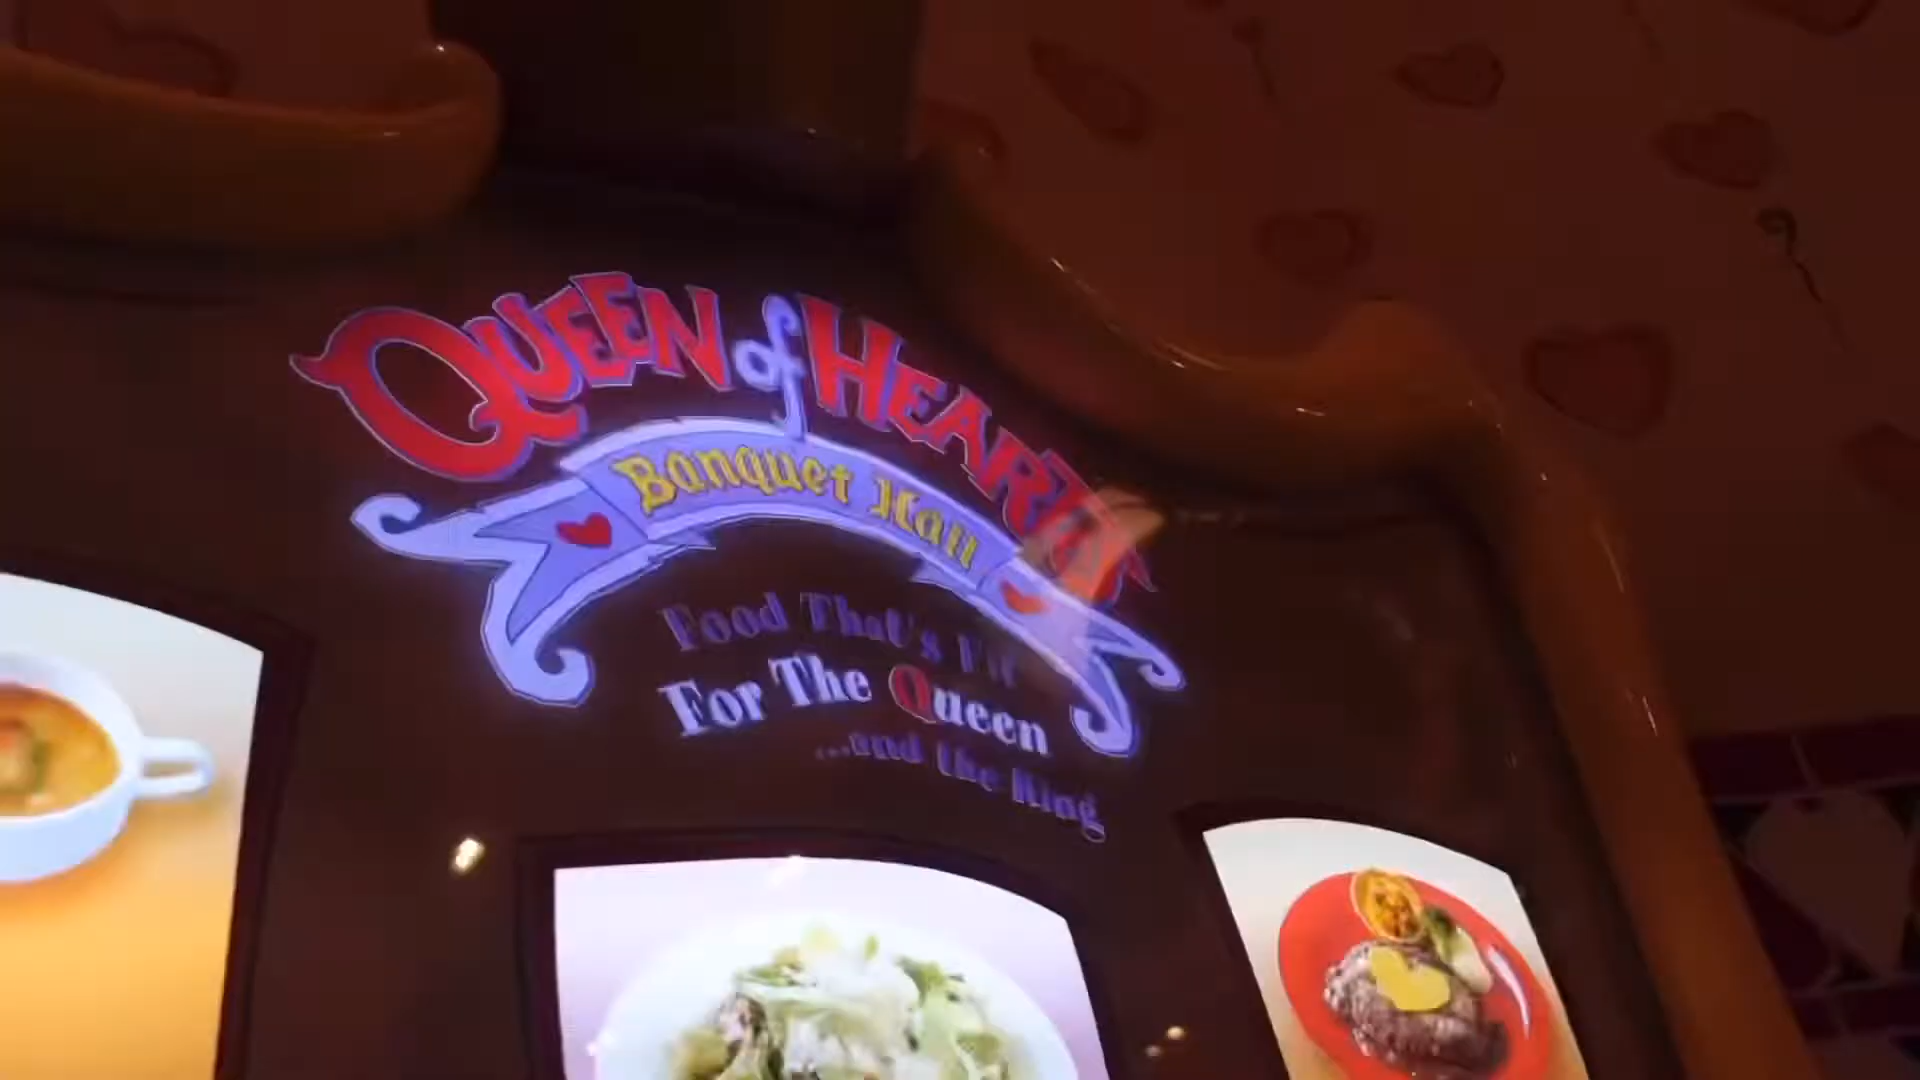 QUEEN of HEARTS
Banquet Hall
Food That's Fit
For The Queen
...and the King